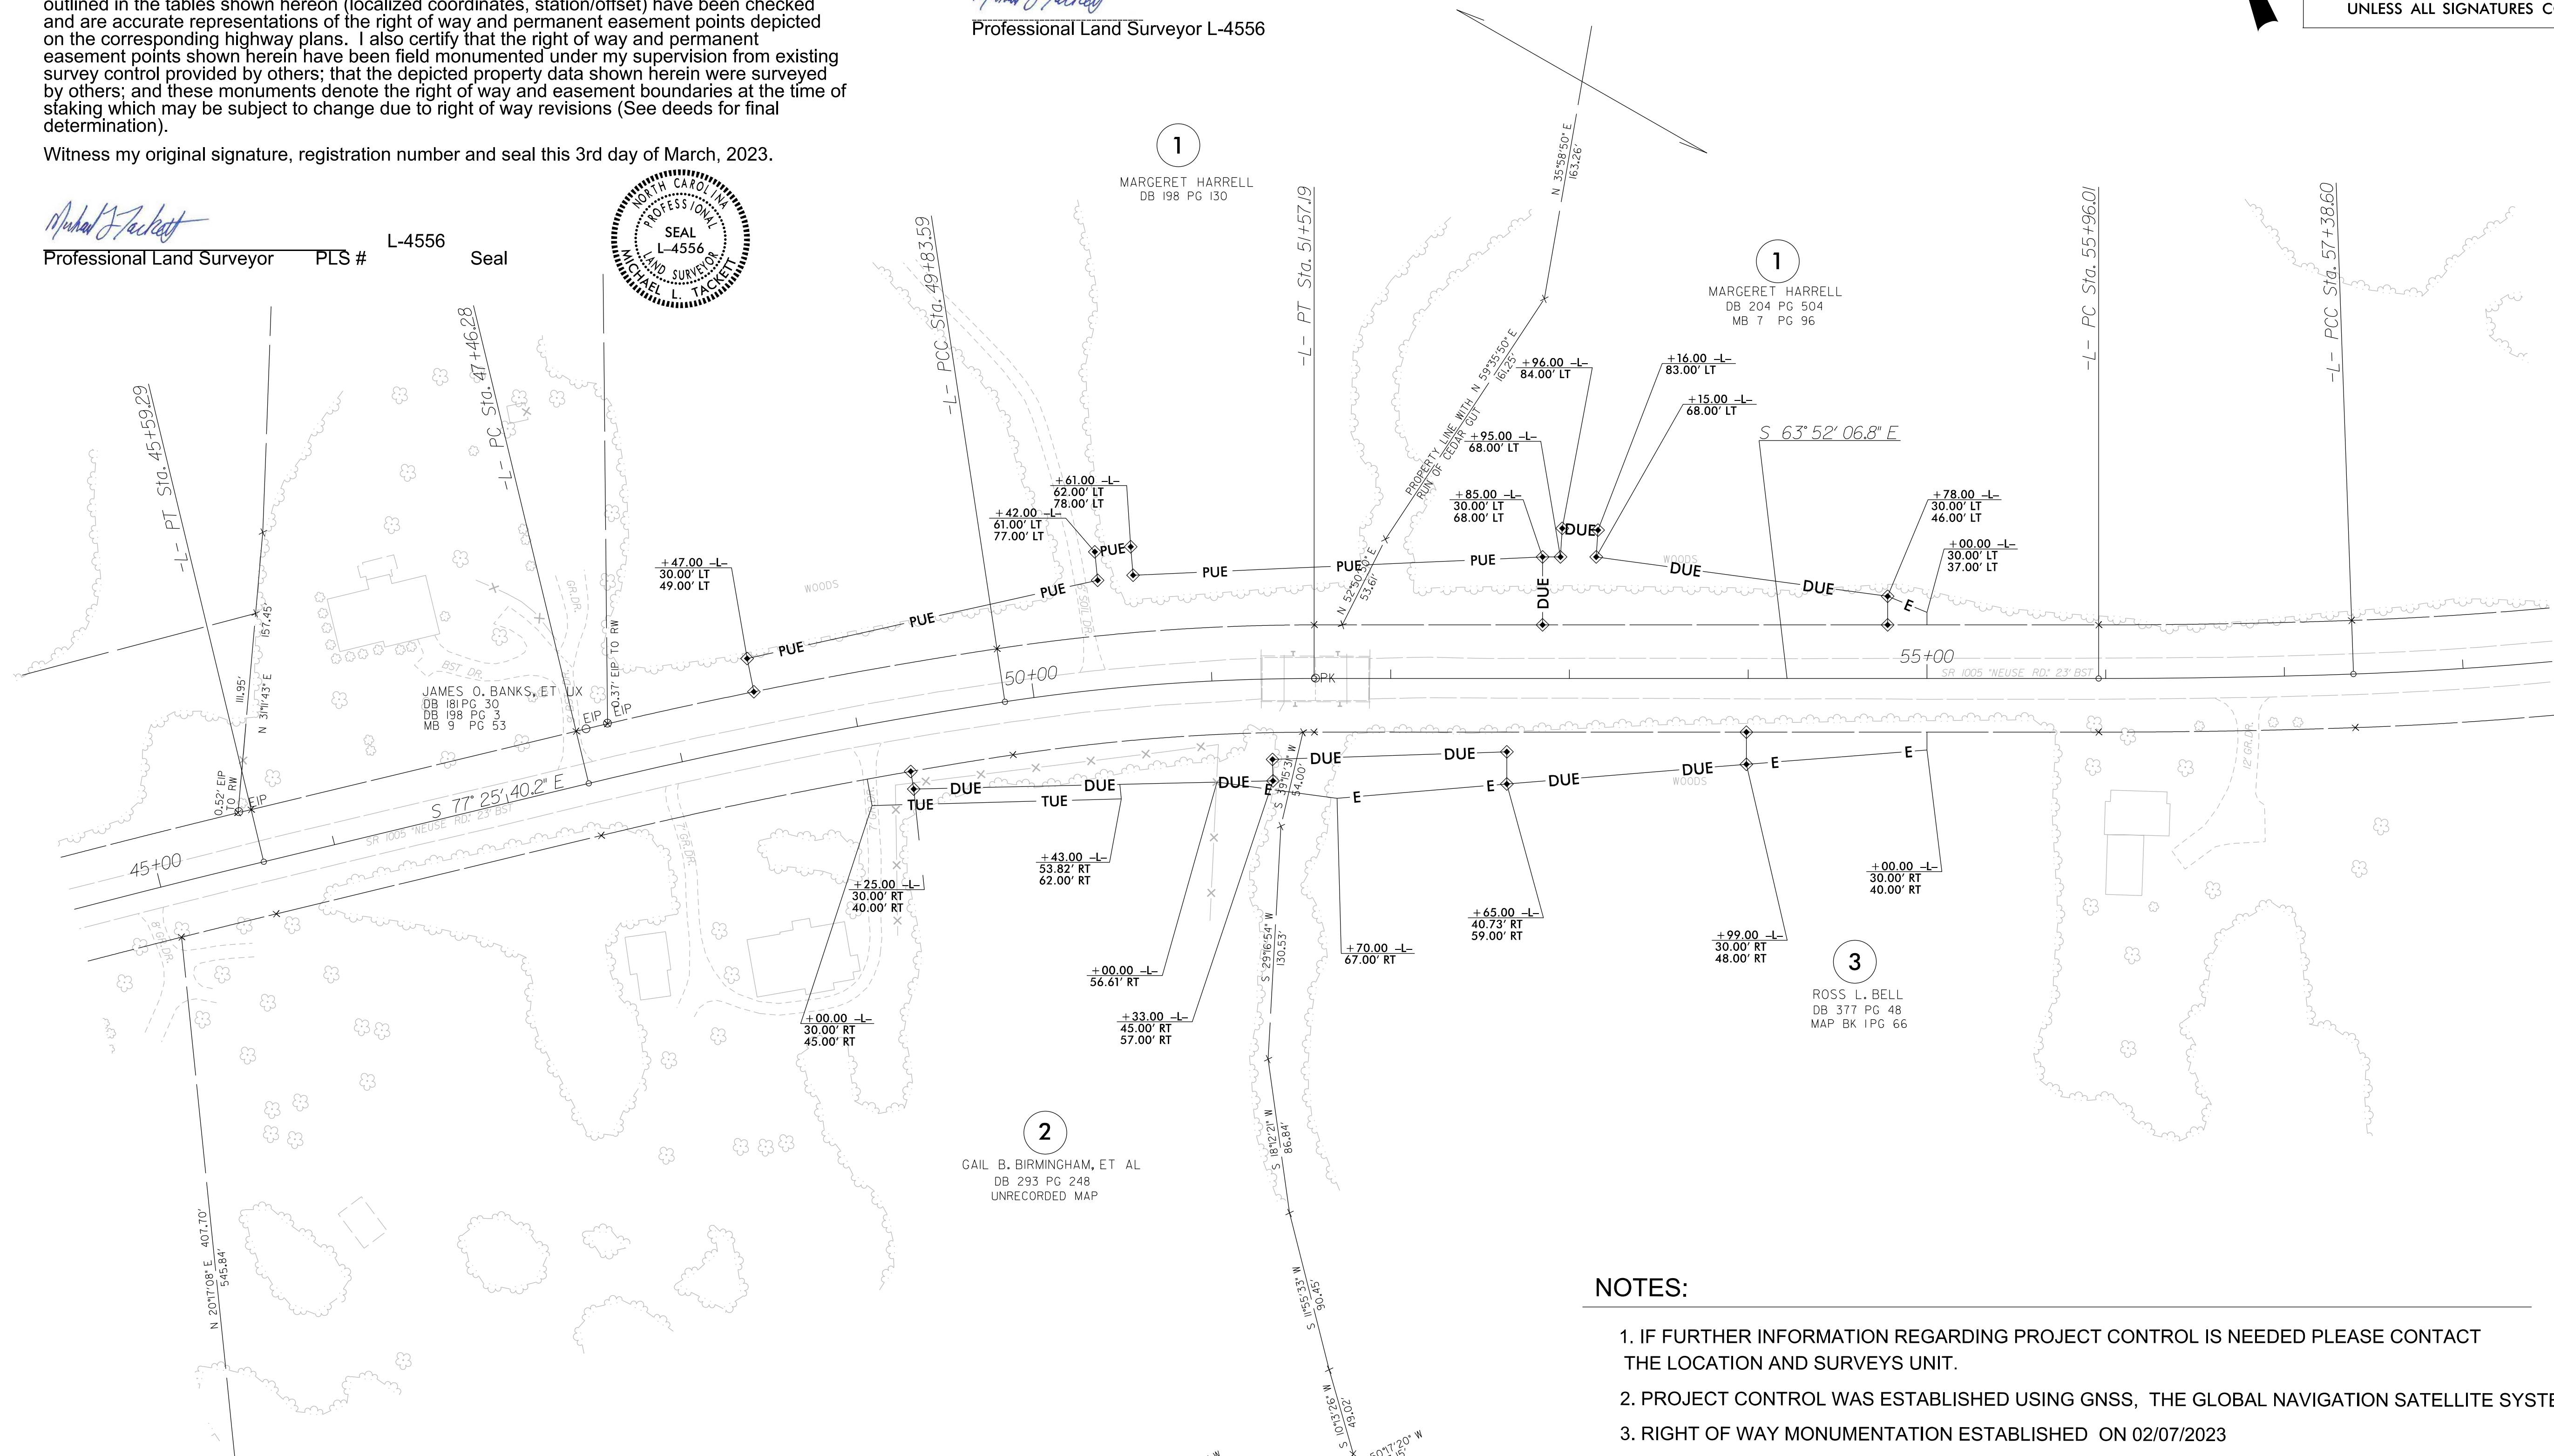 outlined in the tables shown hereon (localized coordinates, station/offset) have been checked
and are accurate representations of the right of way and permanent easement points depicted
on the corresponding highway plans.  I also certify that the right of way and permanent
easement points shown herein have been field monumented under my supervision from existing
survey control provided by others; that the depicted property data shown herein were surveyed
by others; and these monuments denote the right of way and easement boundaries at the time of
staking which may be subject to change due to right of way revisions (See deeds for final
determination).
Witness my original signature, registration number and seal this 3rd day of March, 2023.
Michael L Tackett
L-4556
Professional Land Surveyor PLS # Seal
NORTH CAROLINA
PROFESSIONAL
SEAL
L-4556
LAND SURVEYOR
MICHAEL L. TACKETT
Professional Land Surveyor L-4556
UNLESS ALL SIGNATURES
1
MARGERET HARRELL
DB 198 PG 130
1
MARGERET HARRELL
DB 204 PG 504
MB 7 PG 96
N 35°58'50" E
163.26'
-L- PT Sta. 45+59.29
-L- PC Sta. 47+46.28
-L- PCC Sta. 49+83.59
-L- PT Sta. 51+57.19
-L- PC Sta. 55+96.01
-L- PCC Sta. 57+38.60
PROPERTY LINE WITH
RUN OF CEDAR GUT
N 59°35'50" E
161.25'
N 52°50'50" E
53.61'
+96.00 -L-
84.00' LT
+16.00 -L-
83.00' LT
+15.00 -L-
68.00' LT
+95.00 -L-
68.00' LT
S 63° 52' 06.8" E
+85.00 -L-
30.00' LT
68.00' LT
+78.00 -L-
30.00' LT
46.00' LT
+00.00 -L-
30.00' LT
37.00' LT
+61.00 -L-
62.00' LT
78.00' LT
+42.00 -L-
61.00' LT
77.00' LT
+47.00 -L-
30.00' LT
49.00' LT
WOODS
WOODS
PUE
PUE
PUE
PUE
PUE
PUE
PUE
DUE
DUE
DUE
DUE
E
GR.DR.
BST DR.
S SOIL DR.
JAMES O. BANKS, ET UX
DB 181 PG 30
DB 198 PG 3
MB 9 PG 53
0.37' EIP TO RW
EIP
EIP
111.95'
N 31°11'43" E 157.45'
0.52' EIP
TO RW
EIP
45+00
50+00
55+00
PK
S 77° 25' 40.2" E
SR 1005 "NEUSE RD." 23' BST
SR 1005 "NEUSE RD." 23' BST
8' GR.DR.
7' GR.DR.
12' GR.DR.
TUE
TUE
DUE
DUE
DUE
DUE
DUE
E
E
E
DUE
DUE
E
E
WOODS
S 39°15'31" W
54.00'
+25.00 -L-
30.00' RT
40.00' RT
+43.00 -L-
53.82' RT
62.00' RT
+00.00 -L-
30.00' RT
45.00' RT
+00.00 -L-
56.61' RT
+33.00 -L-
45.00' RT
57.00' RT
+70.00 -L-
67.00' RT
+65.00 -L-
40.73' RT
59.00' RT
+99.00 -L-
30.00' RT
48.00' RT
+00.00 -L-
30.00' RT
40.00' RT
S 29°16'54" W
130.53'
3
ROSS L. BELL
DB 377 PG 48
MAP BK 1 PG 66
2
GAIL B. BIRMINGHAM, ET AL
DB 293 PG 248
UNRECORDED MAP
S 18°12'21" W
86.84'
S 11°55'33" W
90.45'
S 10°13'26" W
49.02'
50°17'20" W
N 20°17'08" E 407.70'
545.84'
NOTES:
1. IF FURTHER INFORMATION REGARDING PROJECT CONTROL IS NEEDED PLEASE CONTACT
THE LOCATION AND SURVEYS UNIT.
2. PROJECT CONTROL WAS ESTABLISHED USING GNSS,  THE GLOBAL NAVIGATION SATELLITE SYSTE
3. RIGHT OF WAY MONUMENTATION ESTABLISHED  ON 02/07/2023